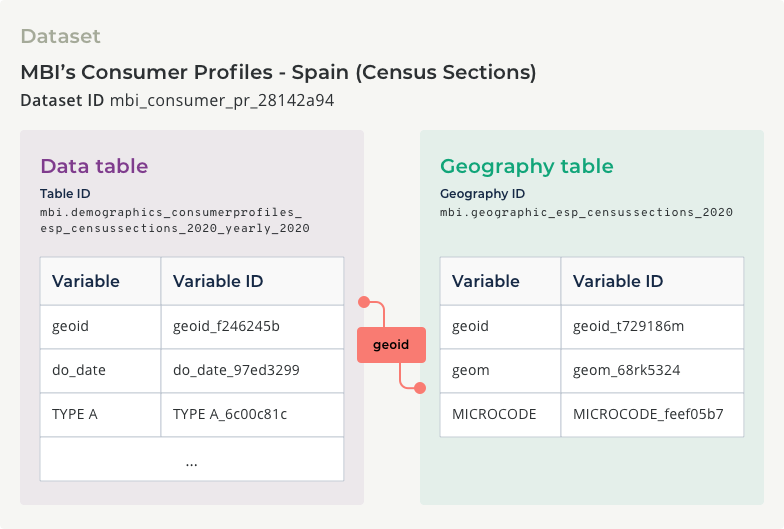 Dataset
MBI’s Consumer Profiles - Spain (Census Sections)
Dataset ID mbi_consumer_pr_28142a94
Data table
Table ID
mbi.demographics_consumerprofiles_
esp_censussections_2020_yearly_2020
Variable Variable ID
geoid geoid_f246245b
do_date do_date_97ed3299
TYPE A TYPE A_6c00c81c
...
geoid
Geography table
Geography ID
mbi.geographic_esp_censussections_2020
Variable Variable ID
geoid geoid_t729186m
geom geom_68rk5324
MICROCODE MICROCODE_feef05b7